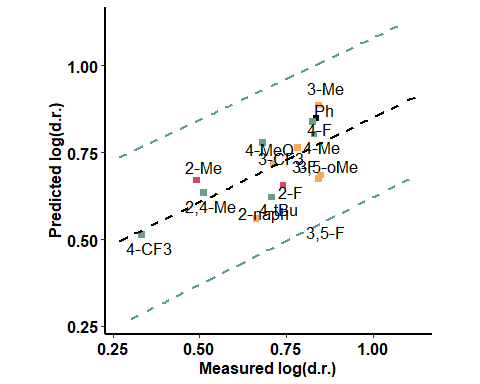 1.00
0.75
0.50
0.25
Predicted log(d.r.)
3-Me
Ph
4-F
4-MeO
4-Me
3-CF3
3,5-oMe
2-Me
2-F
2,4-Me
4-tBu
2-naph
3,5-F
4-CF3
0.25 0.50 0.75 1.00
Measured log(d.r.)